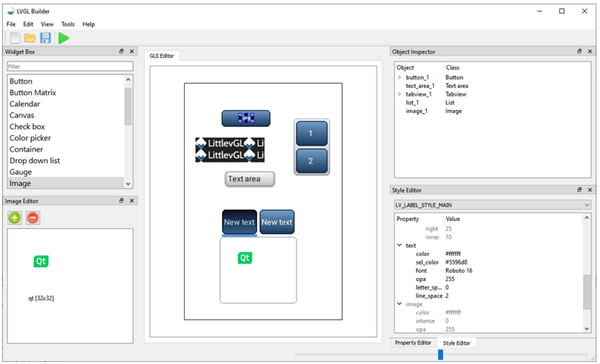 LVGL Builder
File Edit View Tools Help
Widget Box
Filter
Button
Button Matrix
Calendar
Canvas
Check box
Color picker
Container
Drop down list
Gauge
Image
Image Editor
Qt
qt [32x32]
GUI Editor
LittlevGL Li
LittlevGL Li
Text area
1
2
New text New text
Qt
Object Inspector
Object Class
button_1 Button
text_area_1 Text area
tabview_1 Tabview
list_1 List
image_1 Image
Style Editor
LV_LABEL_STYLE_MAIN
Property Value
right 25
inner 10
text
color #ffffff
sel_color #5596d8
font Roboto 16
opa 255
letter_sp... 0
line_space 2
image
color #ffffff
intense 0
opa 255
Property Editor Style Editor